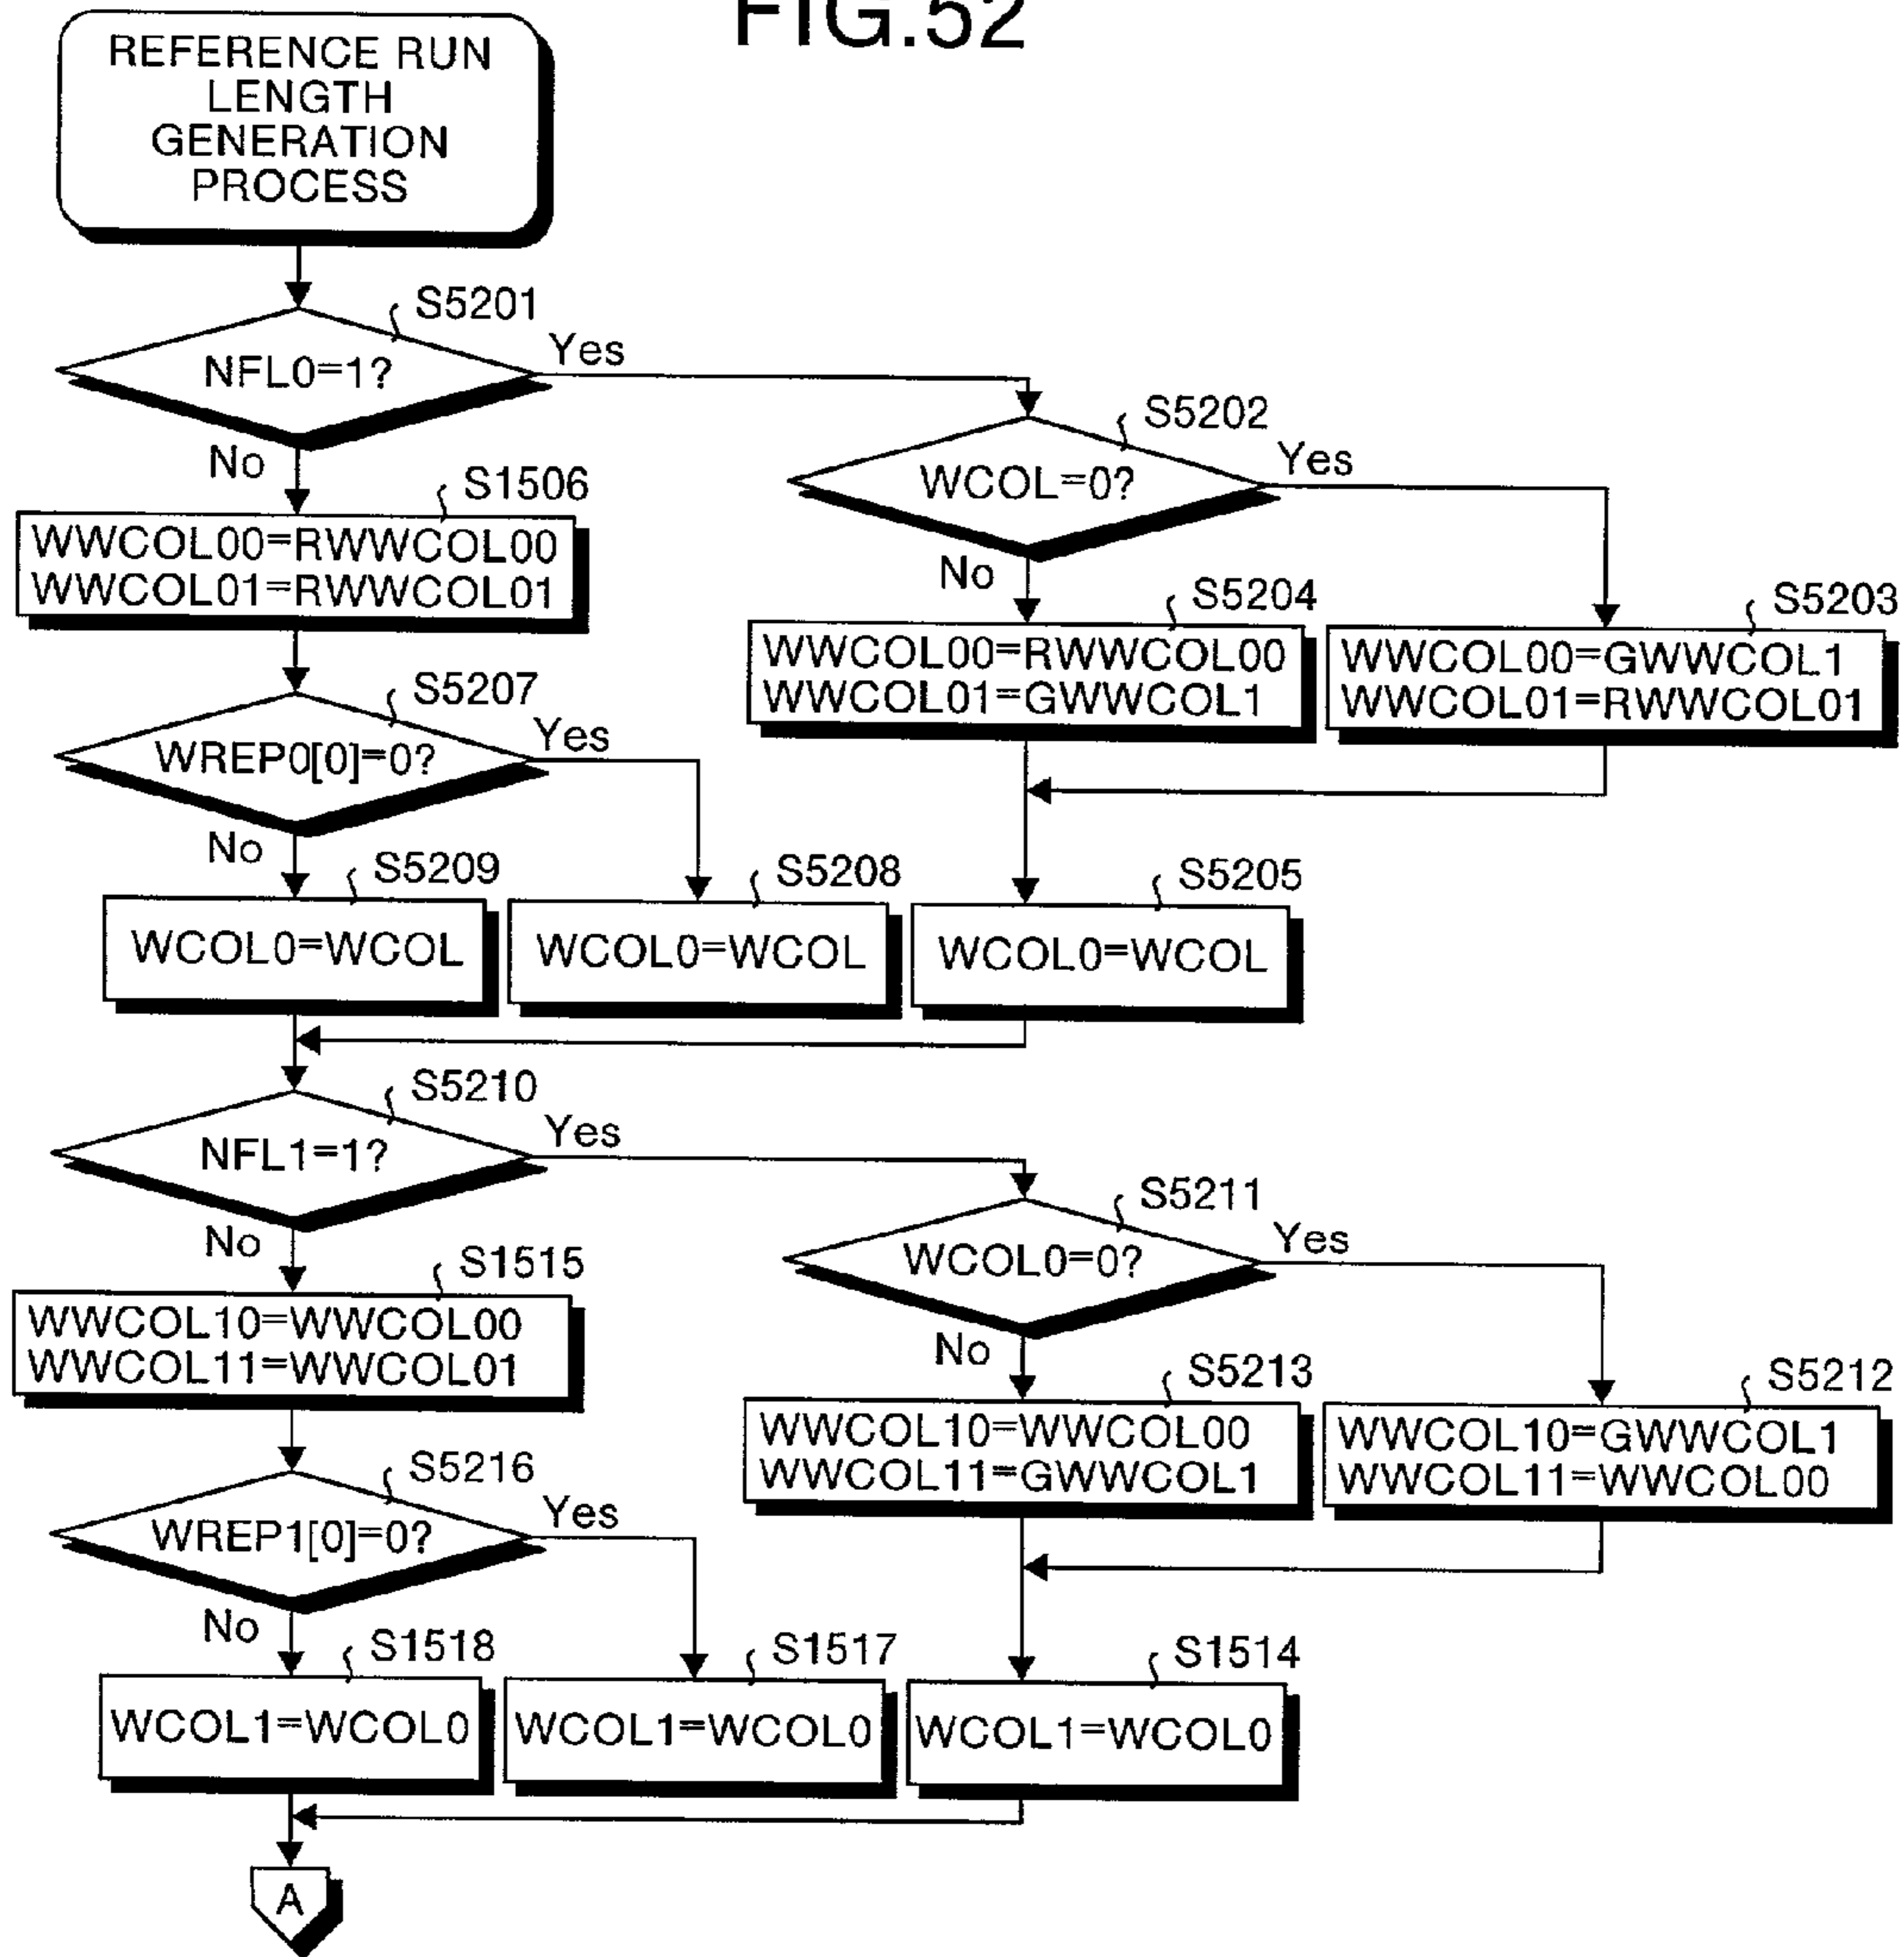 FIG.52
REFERENCE RUN
LENGTH
GENERATION
PROCESS
S5201
NFL0=1?
Yes
No
S5202
WCOL=0?
Yes
No
S1506
WWCOL00=RWWCOL00
WWCOL01=RWWCOL01
S5204
WWCOL00=RWWCOL00
WWCOL01=GWWCOL1
S5203
WWCOL00=GWWCOL1
WWCOL01=RWWCOL01
S5207
WREP0[0]=0?
Yes
No
S5209
WCOL0=WCOL
S5208
WCOL0=WCOL
S5205
WCOL0=WCOL
S5210
NFL1=1?
Yes
No
S5211
WCOL0=0?
Yes
No
S1515
WWCOL10=WWCOL00
WWCOL11=WWCOL01
S5213
WWCOL10=WWCOL00
WWCOL11=GWWCOL1
S5212
WWCOL10=GWWCOL1
WWCOL11=WWCOL00
S5216
WREP1[0]=0?
Yes
No
S1518
WCOL1=WCOL0
S1517
WCOL1=WCOL0
S1514
WCOL1=WCOL0
A